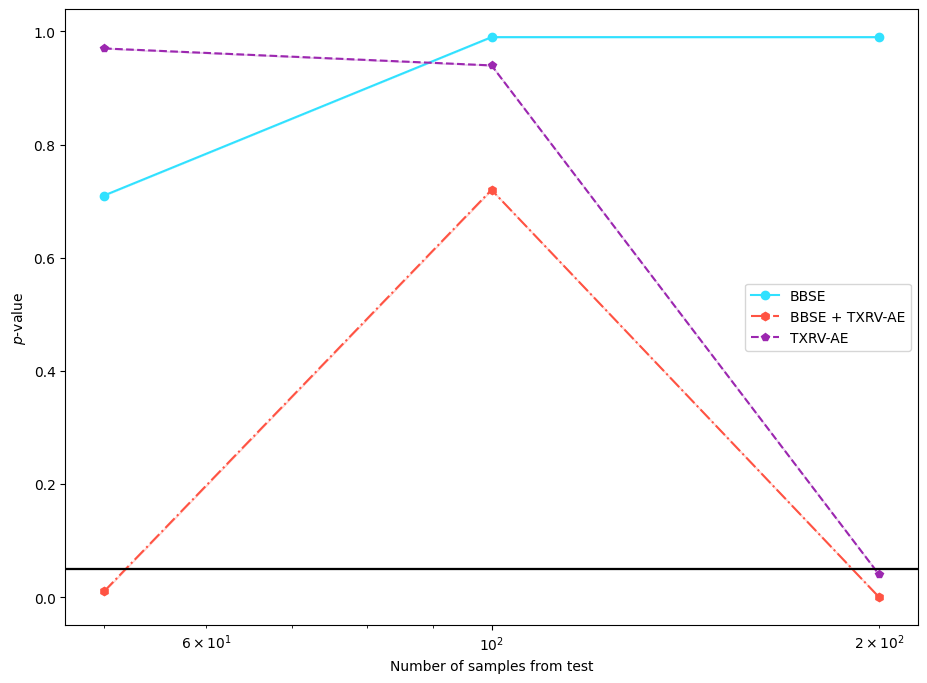 1.0
0.8
0.6
0.4
0.2
0.0
p-value
BBSE
BBSE + TXRV-AE
TXRV-AE
6 × 10¹
10²
2 × 10²
Number of samples from test